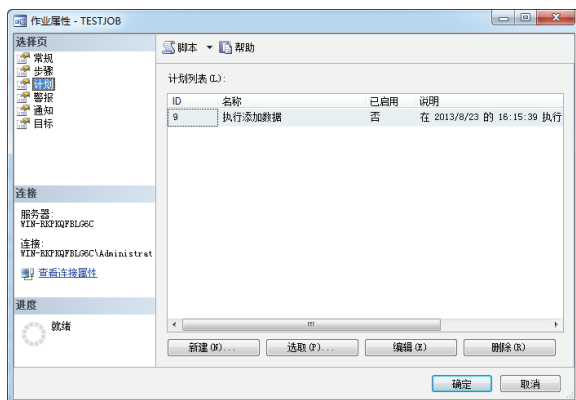 作业属性 - TESTJOB
选择页
常规
步骤
计划
警报
通知
目标
脚本 帮助
计划列表(L):
ID 名称 已启用 说明
9 执行添加数据 否 在 2013/8/23 的 16:15:39 执行
连接
服务器:
WIN-RKPKQFBLG6C
连接:
WIN-RKPKQFBLG6C\Administrat
查看连接属性
进度
就绪
新建(N)... 选取(P)... 编辑(E) 删除(R)
确定 取消